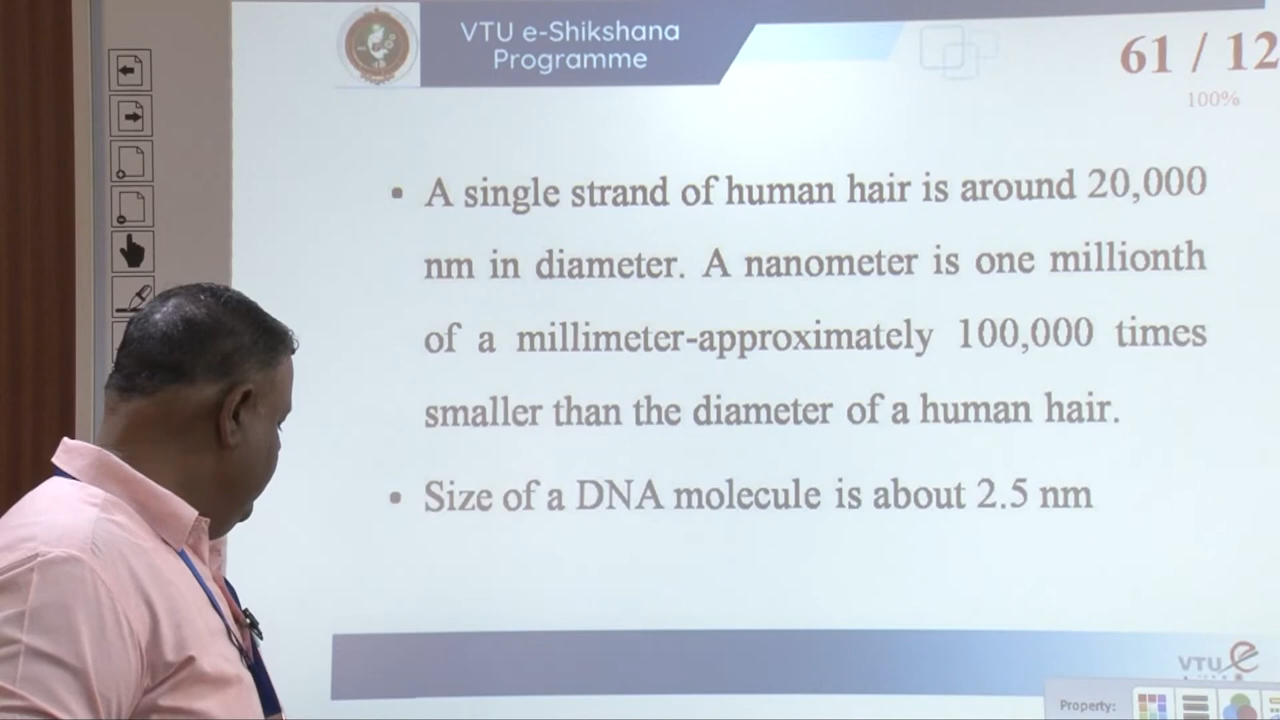 VTU e-Shikshana
Programme
61 / 12
100%
▪ A single strand of human hair is around 20,000
nm in diameter. A nanometer is one millionth
of a millimeter-approximately 100,000 times
smaller than the diameter of a human hair.
▪ Size of a DNA molecule is about 2.5 nm
VTU e
Property: